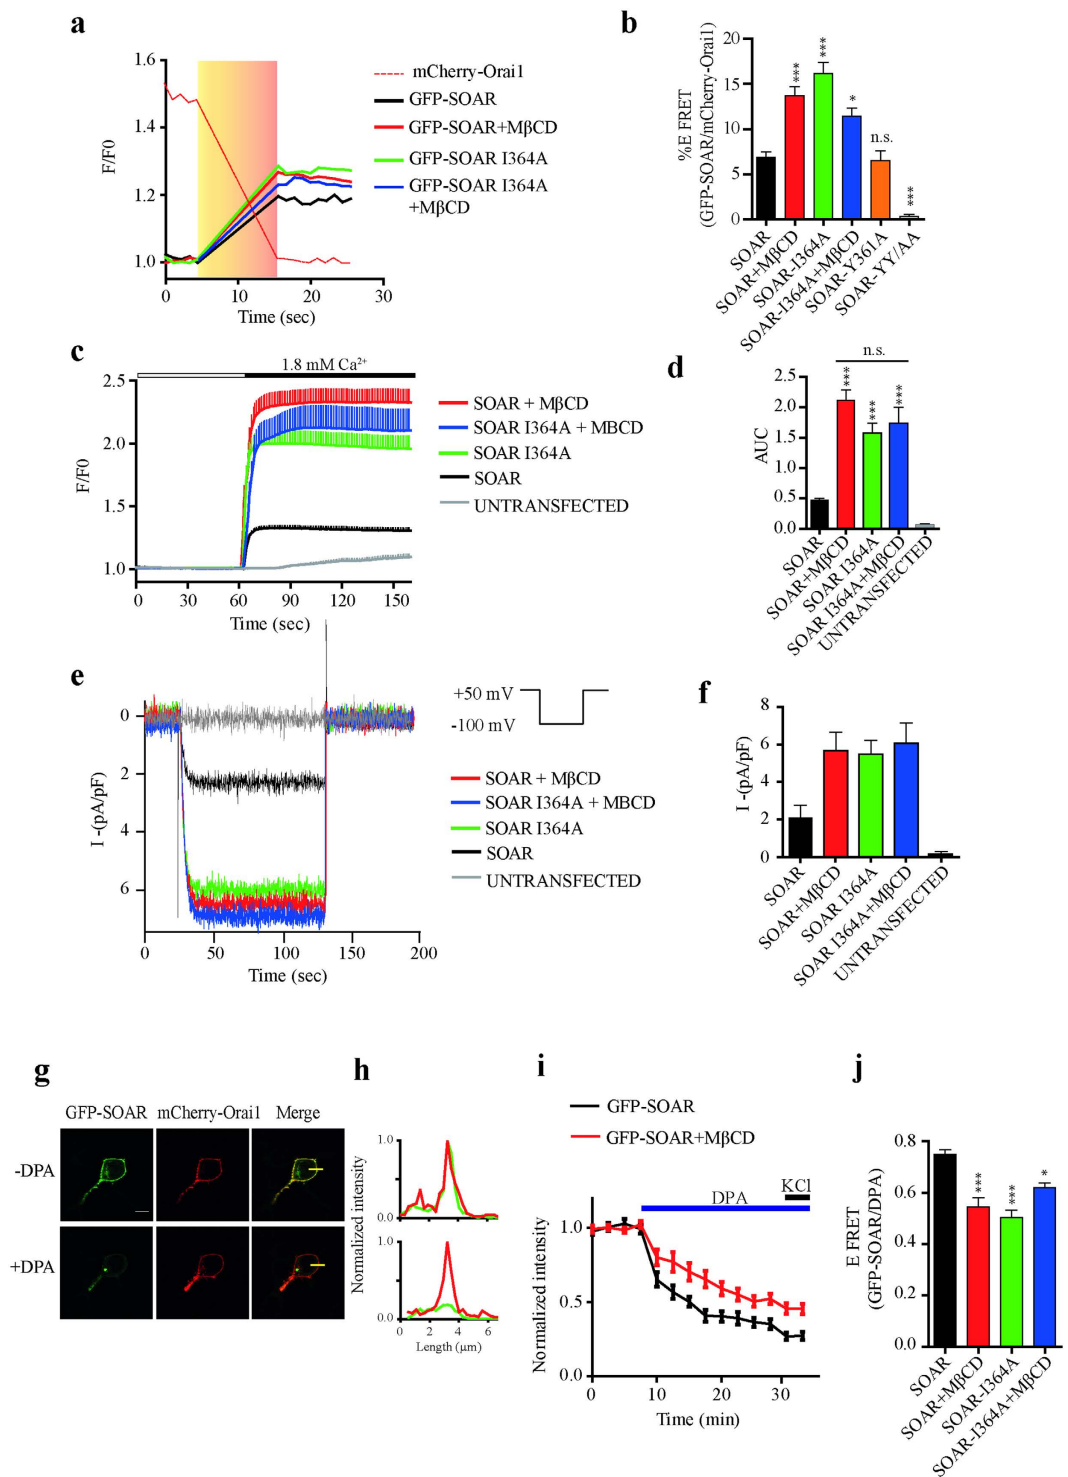 a
1.6
1.4
1.2
1.0
F/F0
0
10
20
30
Time (sec)
mCherry-Orai1
GFP-SOAR
GFP-SOAR+MβCD
GFP-SOAR I364A
GFP-SOAR I364A
+MβCD
b
20
15
10
5
0
%E FRET
(GFP-SOAR/mCherry-Orai1)
***
***
*
n.s.
***
SOAR
SOAR+MβCD
SOAR-I364A
SOAR-I364A+MβCD
SOAR-Y361A
SOAR-YY/AA
c
1.8 mM Ca²⁺
2.5
2.0
1.5
1.0
F/F0
0
30
60
90
120
150
Time (sec)
SOAR + MβCD
SOAR I364A + MBCD
SOAR I364A
SOAR
UNTRANSFECTED
d
n.s.
2.5
2.0
1.5
1.0
0.5
0.0
AUC
***
***
***
SOAR
SOAR+MβCD
SOAR I364A
SOAR I364A+MβCD
UNTRANSFECTED
e
0
2
4
6
I -(pA/pF)
0
50
100
150
200
Time (sec)
+50 mV
-100 mV
SOAR + MβCD
SOAR I364A + MBCD
SOAR I364A
SOAR
UNTRANSFECTED
f
8
6
4
2
0
I -(pA/pF)
SOAR
SOAR+MβCD
SOAR I364A
SOAR I364A+MβCD
UNTRANSFECTED
g
GFP-SOAR mCherry-Orai1 Merge
-DPA
+DPA
h
1.0
0.0
1.0
0.0
Normalized intensity
0 2 4 6
Length (μm)
i
GFP-SOAR
GFP-SOAR+MβCD
KCl
DPA
1.0
0.5
0.0
Normalized intensity
0
10
20
30
Time (min)
j
0.8
0.6
0.4
0.2
0.0
E FRET
(GFP-SOAR/DPA)
***
***
*
SOAR
SOAR+MβCD
SOAR-I364A
SOAR-I364A+MβCD